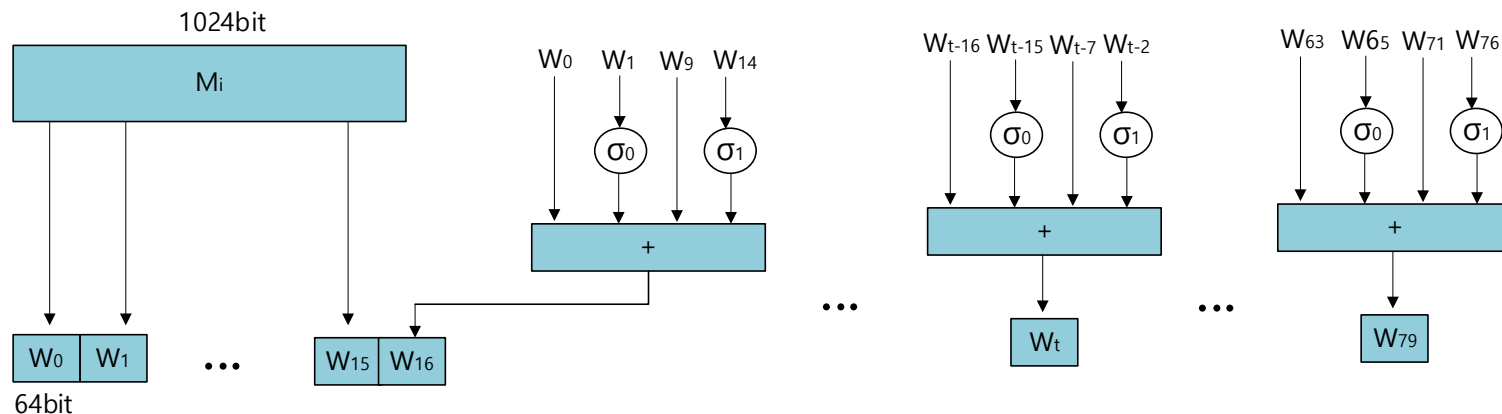 1024bit
Mi
W0 W1 W9 W14
Wt-16 Wt-15 Wt-7 Wt-2
W63 W65 W71 W76
σ0 σ1
σ0 σ1
σ0 σ1
+
+
+
...
...
W0 W1 ... W15 W16
Wt
W79
64bit